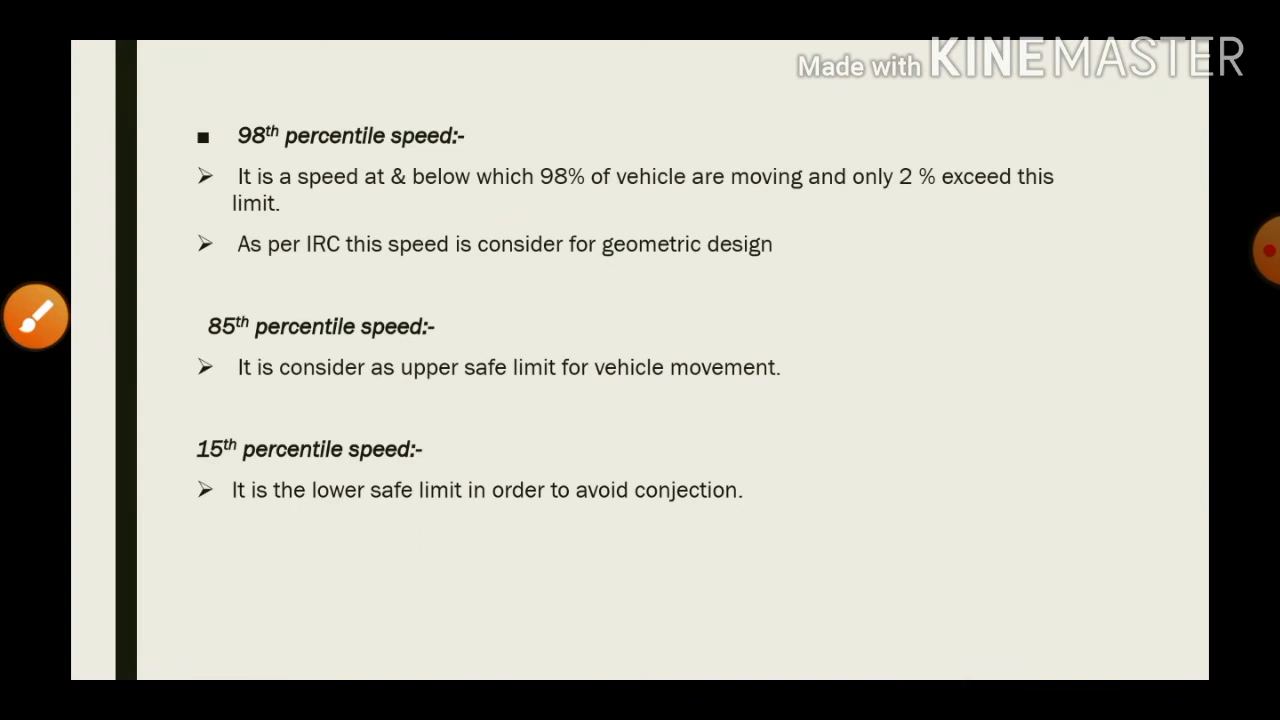 Made with KINEMASTER
■ 98th percentile speed:-
➢ It is a speed at & below which 98% of vehicle are moving and only 2 % exceed this
limit.
➢ As per IRC this speed is consider for geometric design
85th percentile speed:-
➢ It is consider as upper safe limit for vehicle movement.
15th percentile speed:-
➢ It is the lower safe limit in order to avoid conjection.